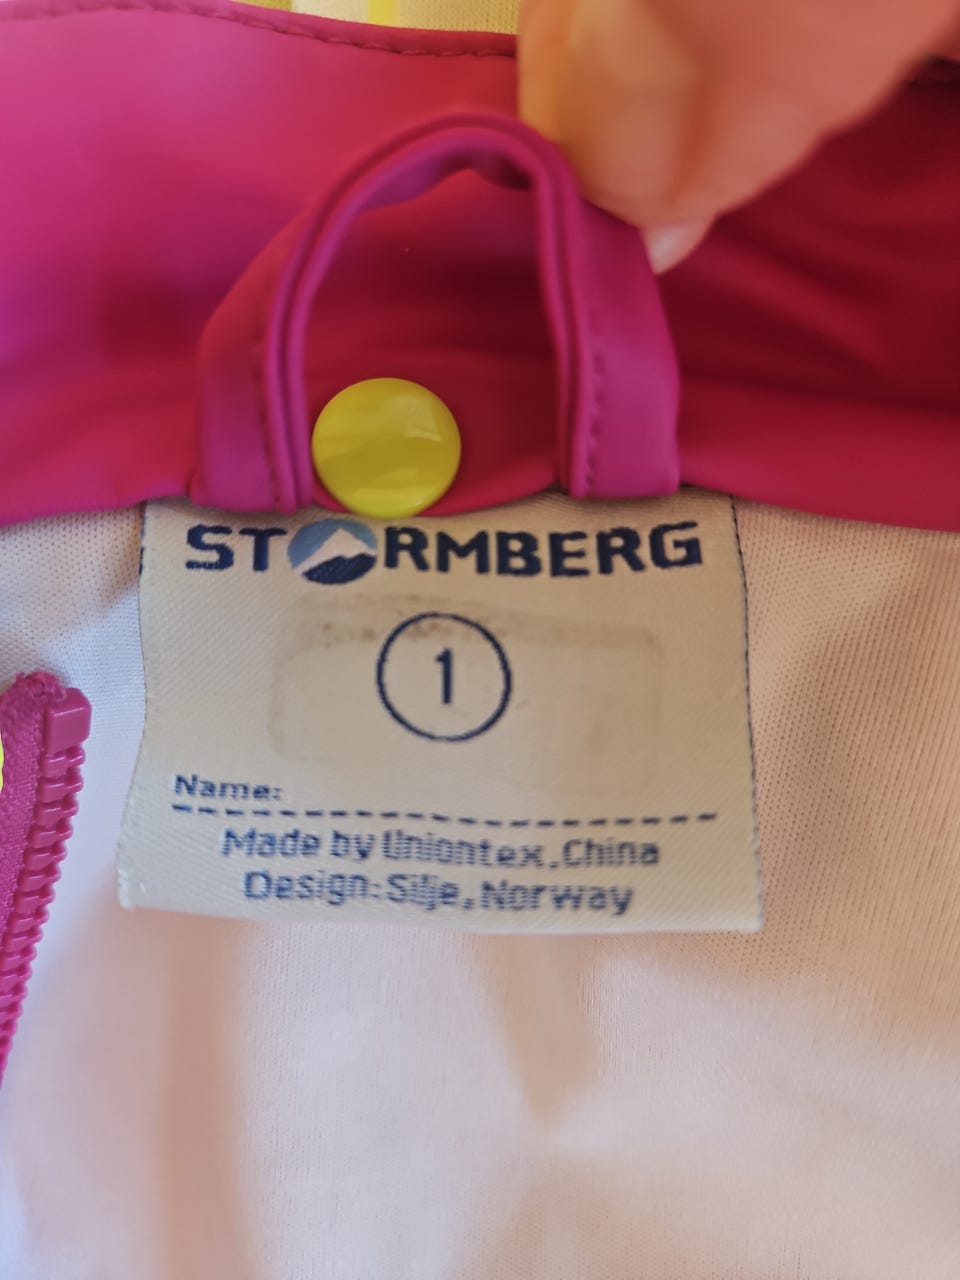 STORMBERG
1
Name:
Made by Uniontex, China
Design: Silje, Norway